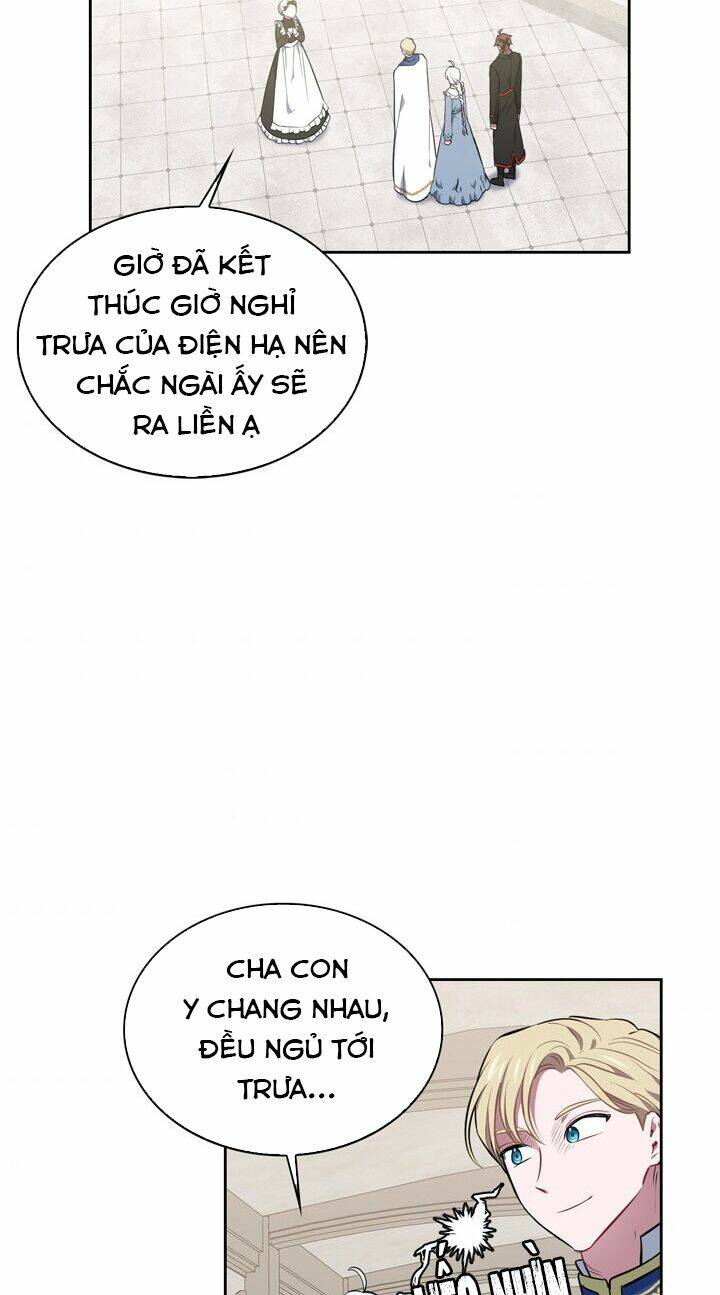 GIỜ ĐÃ KẾT
THÚC GIỜ NGHỈ
TRƯA CỦA ĐIỆN HẠ NÊN
CHẮC NGÀI ẤY SẼ
RA LIỀN Ạ
CHA CON
Y CHANG NHAU,
ĐỀU NGỦ TỚI
TRƯA...
NHÌN